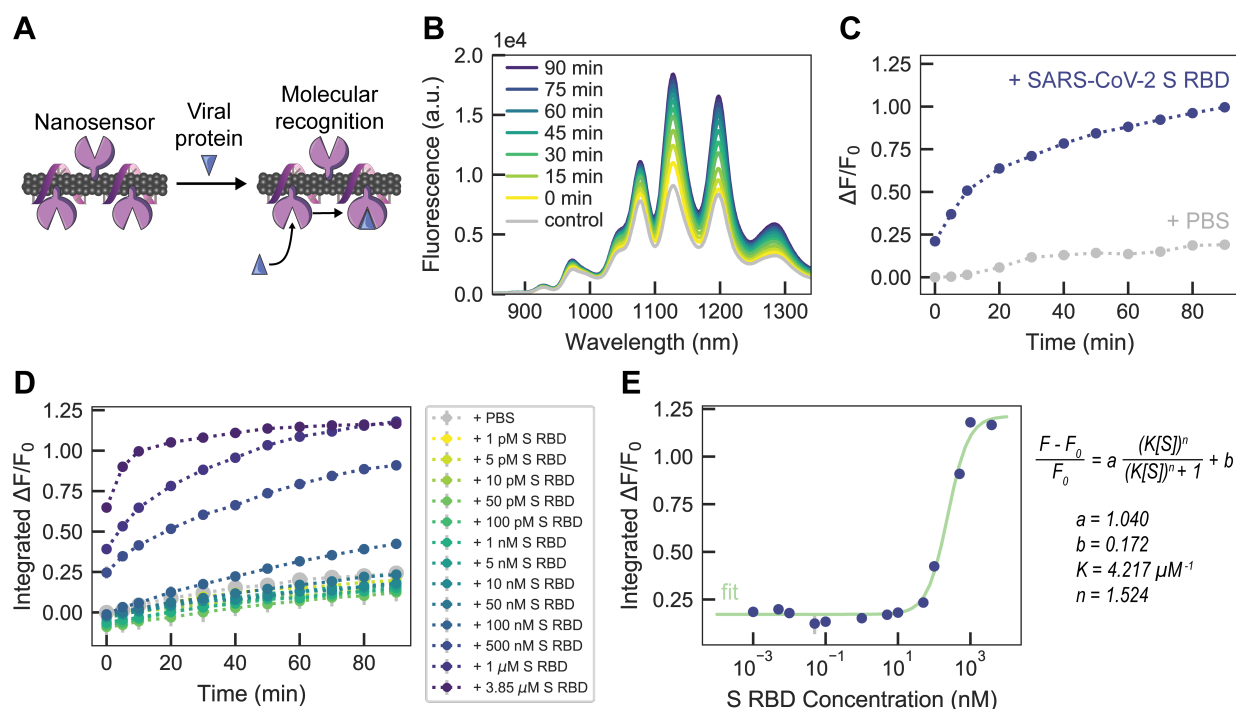 A
Nanosensor
Viral
protein
Molecular
recognition
B
1e4
2.0
1.5
1.0
0.5
0.0
Fluorescence (a.u.)
90 min
75 min
60 min
45 min
30 min
15 min
0 min
control
900 1000 1100 1200 1300
Wavelength (nm)
C
1.25
1.00
0.75
0.50
0.25
0.00
ΔF/F0
+ SARS-CoV-2 S RBD
+ PBS
0 20 40 60 80
Time (min)
D
1.25
1.00
0.75
0.50
0.25
0.00
Integrated ΔF/F0
0 20 40 60 80
Time (min)
+ PBS
+ 1 pM S RBD
+ 5 pM S RBD
+ 10 pM S RBD
+ 50 pM S RBD
+ 100 pM S RBD
+ 1 nM S RBD
+ 5 nM S RBD
+ 10 nM S RBD
+ 50 nM S RBD
+ 100 nM S RBD
+ 500 nM S RBD
+ 1 μM S RBD
+ 3.85 μM S RBD
E
1.25
1.00
0.75
0.50
0.25
Integrated ΔF/F0
fit
10⁻³ 10⁻¹ 10¹ 10³
S RBD Concentration (nM)
F - F0 / F0 = a (K[S])ⁿ / (K[S])ⁿ + 1 + b
a = 1.040
b = 0.172
K = 4.217 μM⁻¹
n = 1.524